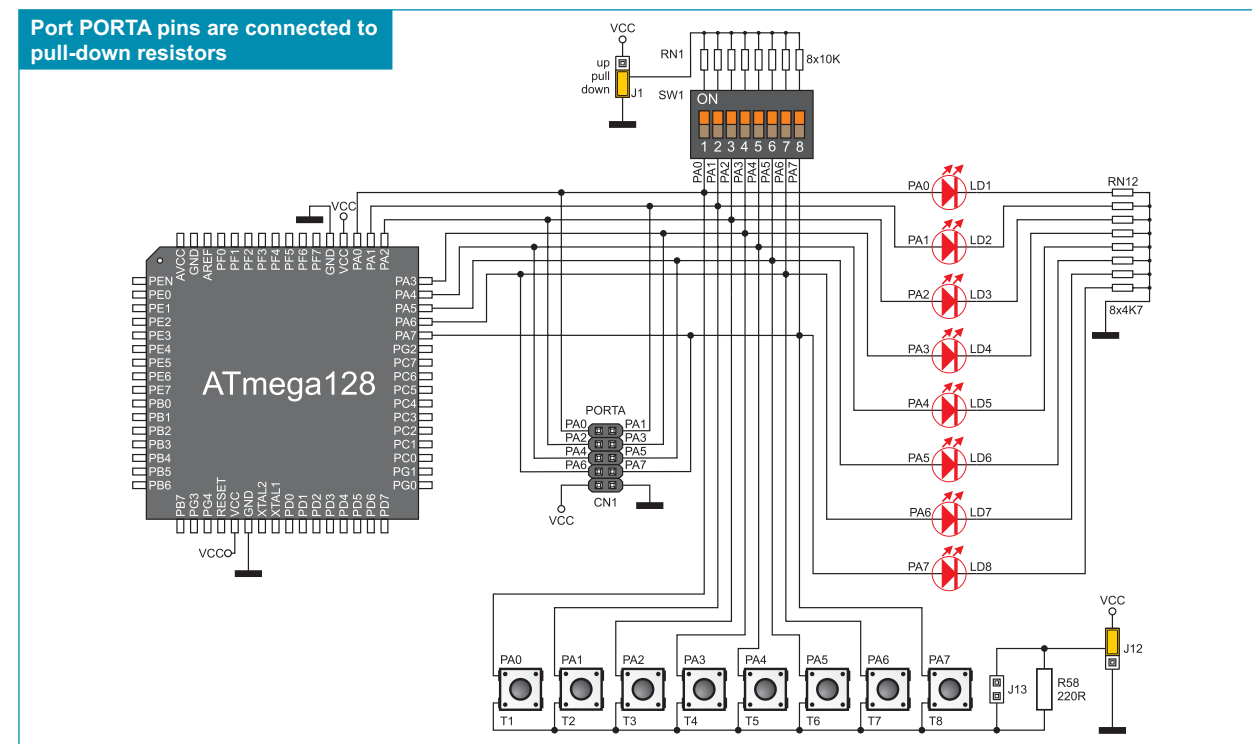 Port PORTA pins are connected to
pull-down resistors
VCC
up
pull
down
J1
RN1
8x10K
SW1
ON
1 2 3 4 5 6 7 8
PA0
PA1
PA2
PA3
PA4
PA5
PA6
PA7
VCC
AVCC
GND
AREF
PF0
PF1
PF2
PF3
PF4
PF5
PF6
PF7
GND
VCC
PA0
PA1
PA2
PEN
PE0
PE1
PE2
PE3
PE4
PE5
PE6
PE7
PB0
PB1
PB2
PB3
PB4
PB5
PB6
ATmega128
PA3
PA4
PA5
PA6
PA7
PG2
PC7
PC6
PC5
PC4
PC3
PC2
PC1
PC0
PG1
PG0
PB7
PG3
PG4
RESET
VCC
GND
XTAL2
XTAL1
PD0
PD1
PD2
PD3
PD4
PD5
PD6
PD7
VCC
PORTA
PA0 PA1
PA2 PA3
PA4 PA5
PA6 PA7
CN1
VCC
PA0 LD1
PA1 LD2
PA2 LD3
PA3 LD4
PA4 LD5
PA5 LD6
PA6 LD7
PA7 LD8
RN12
8x4K7
PA0 PA1 PA2 PA3 PA4 PA5 PA6 PA7
T1 T2 T3 T4 T5 T6 T7 T8
J13
R58
220R
VCC
J12